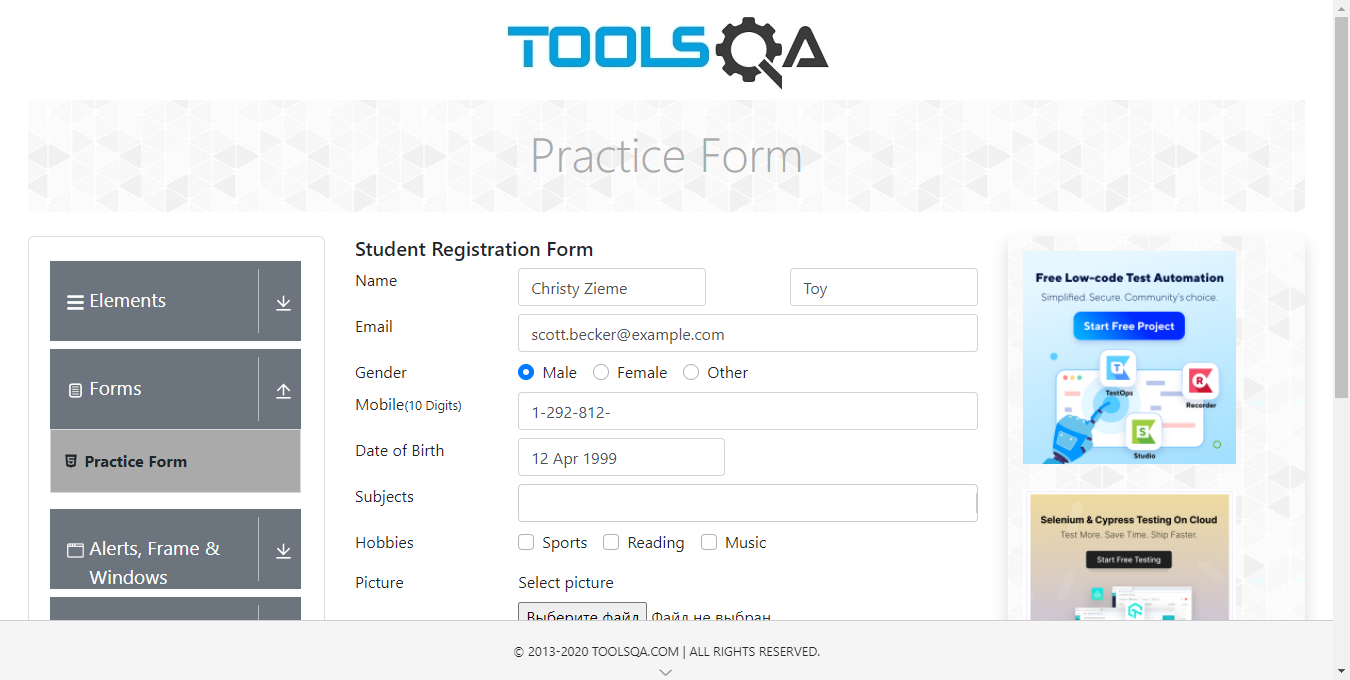 TOOLSQA
Practice Form
Elements
Forms
Practice Form
Alerts, Frame &
Windows
Student Registration Form
Name Christy Zieme Toy
Email scott.becker@example.com
Gender Male Female Other
Mobile(10 Digits) 1-292-812-
Date of Birth 12 Apr 1999
Subjects
Hobbies Sports Reading Music
Picture Select picture
Выберите файл Файл не выбран
Free Low-code Test Automation
Simplified. Secure. Community's choice.
Start Free Project
T
TestOps
R
Recorder
S
Studio
Selenium & Cypress Testing On Cloud
Test More. Save Time. Ship Faster.
Start Free Testing
© 2013-2020 TOOLSQA.COM | ALL RIGHTS RESERVED.